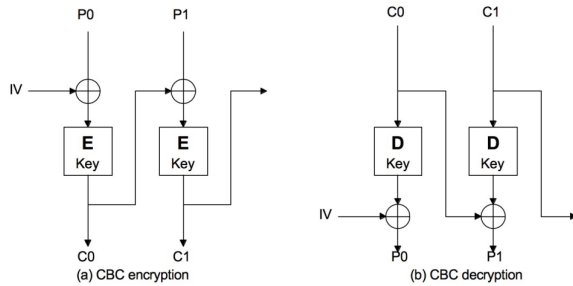 P0 P1
IV
E E
Key Key
C0 C1
(a) CBC encryption
C0 C1
D D
Key Key
IV
P0 P1
(b) CBC decryption